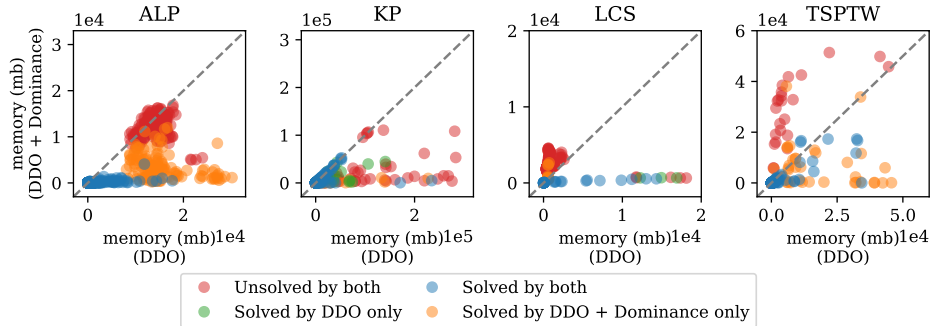 ALP
KP
LCS
TSPTW
1e4
1e5
1e4
1e4
memory (mb)
(DDO + Dominance)
3
2
1
0
3
2
1
0
2
1
0
6
4
2
0
0 2
0 2
0 1 2
0.0 2.5 5.0
memory (mb) 1e4
(DDO)
memory (mb) 1e5
(DDO)
memory (mb) 1e4
(DDO)
memory (mb) 1e4
(DDO)
Unsolved by both
Solved by both
Solved by DDO only
Solved by DDO + Dominance only